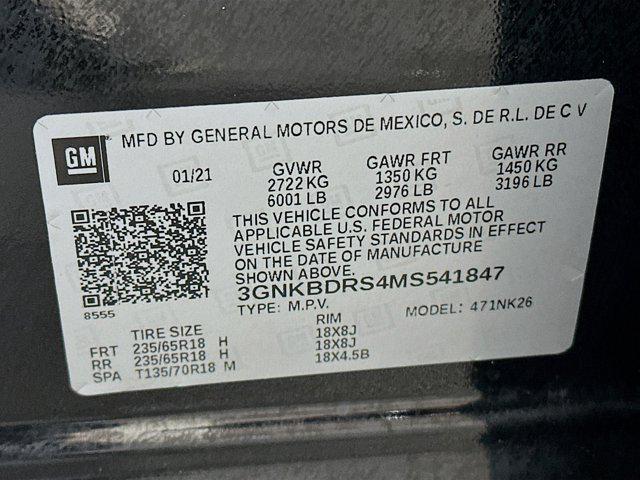 GM
MFD BY GENERAL MOTORS DE MEXICO, S. DE R.L. DE C V
01/21 GVWR GAWR FRT GAWR RR
2722 KG 1350 KG 1450 KG
6001 LB 2976 LB 3196 LB
THIS VEHICLE CONFORMS TO ALL
APPLICABLE U.S. FEDERAL MOTOR
VEHICLE SAFETY STANDARDS IN EFFECT
ON THE DATE OF MANUFACTURE
SHOWN ABOVE.
8555
3GNKBDRS4MS541847
TYPE: M.P.V. MODEL: 471NK26
TIRE SIZE RIM
FRT 235/65R18 H 18X8J
RR 235/65R18 H 18X8J
SPA T135/70R18 M 18X4.5B